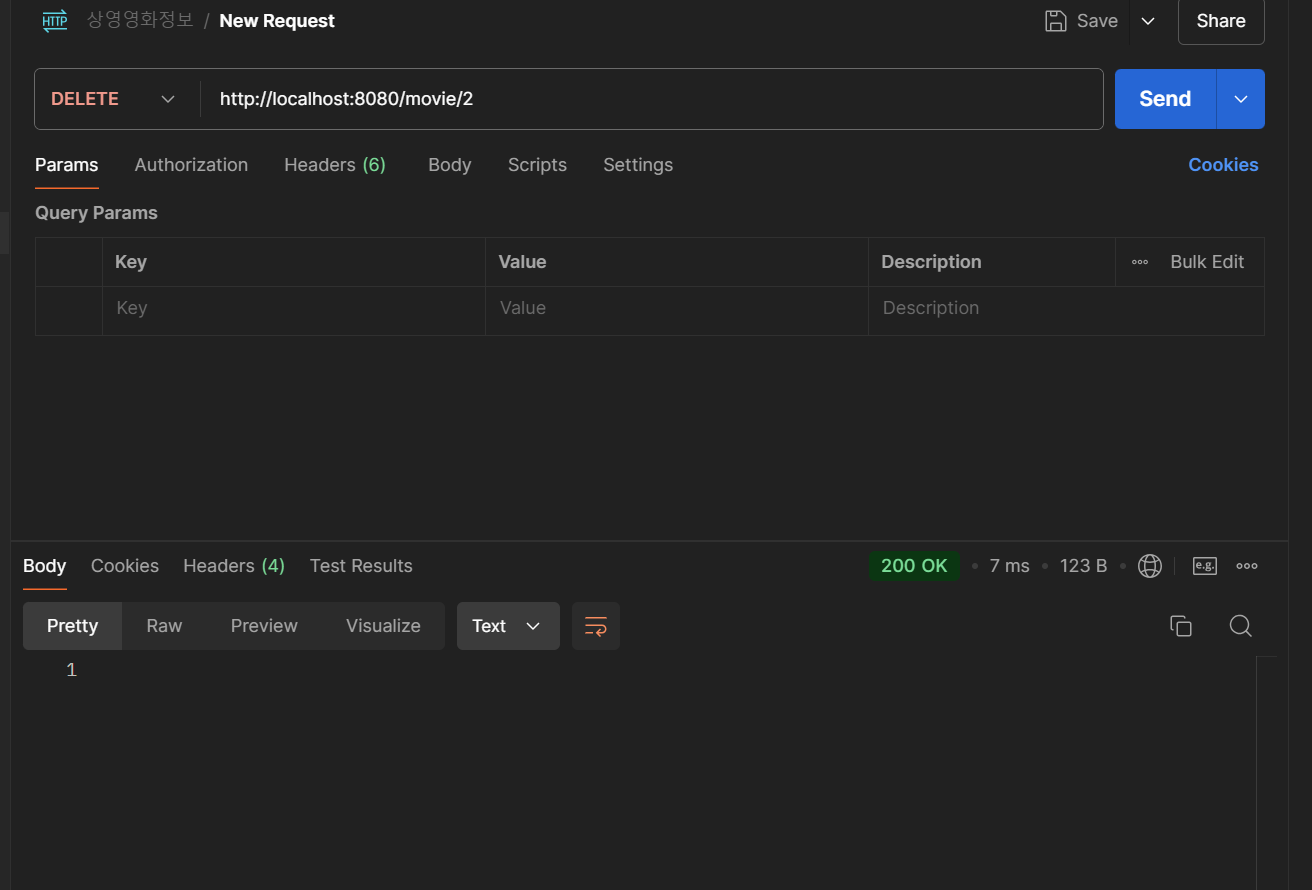 HTTP 상영영화정보 / New Request Save Share
DELETE http://localhost:8080/movie/2 Send
Params Authorization Headers (6) Body Scripts Settings Cookies
Query Params
Key Value Description Bulk Edit
Key Value Description
Body Cookies Headers (4) Test Results 200 OK 7 ms 123 B e.g.
Pretty Raw Preview Visualize Text
1